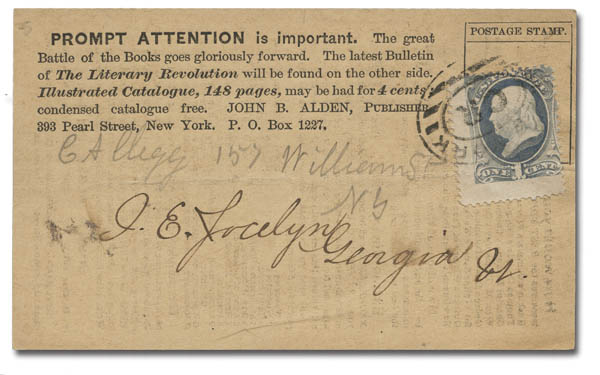 PROMPT ATTENTION is important. The great
Battle of the Books goes gloriously forward. The latest Bulletin
of The Literary Revolution will be found on the other side.
Illustrated Catalogue, 148 pages, may be had for 4 cents;
condensed catalogue free. JOHN B. ALDEN, PUBLISHER,
393 Pearl Street, New York. P. O. Box 1227.
POSTAGE STAMP.
ONE 1 CENT
157 William St
NY
J. E. Jocelyn
Georgia Vt.